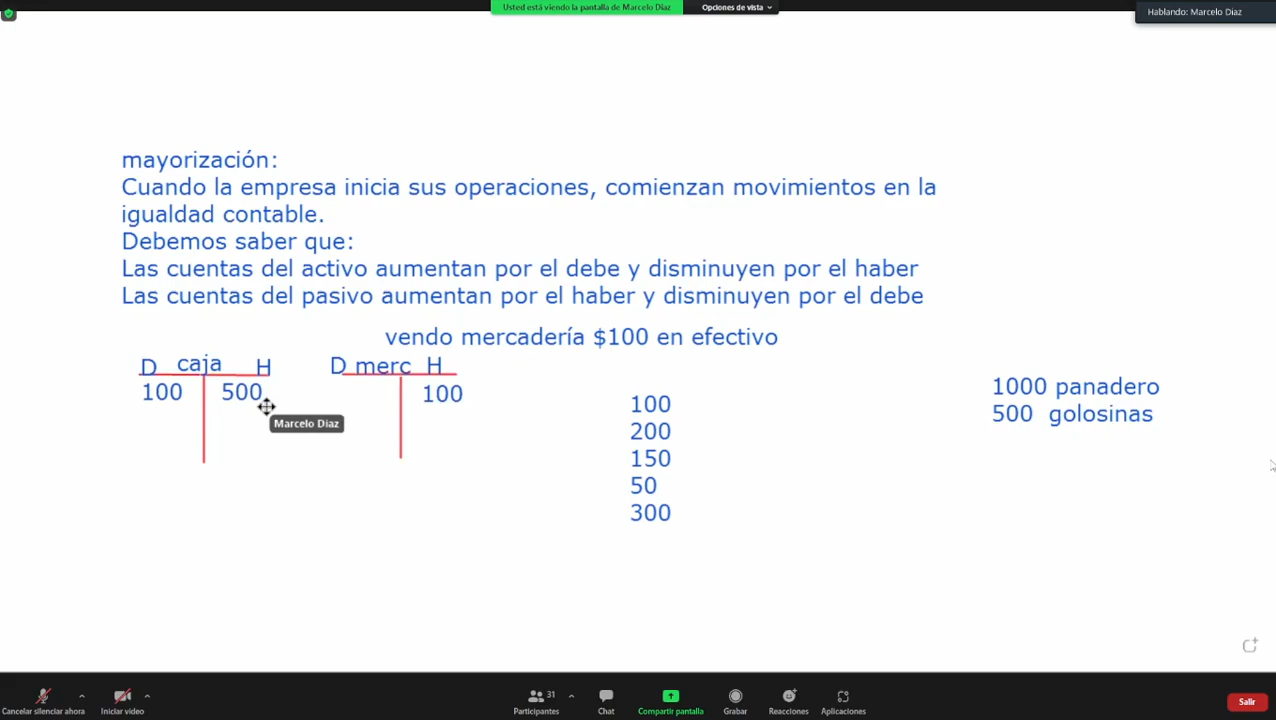 Usted está viendo la pantalla de Marcelo Diaz
Opciones de vista
Hablando: Marcelo Diaz
mayorización:
Cuando la empresa inicia sus operaciones, comienzan movimientos en la
igualdad contable.
Debemos saber que:
Las cuentas del activo aumentan por el debe y disminuyen por el haber
Las cuentas del pasivo aumentan por el haber y disminuyen por el debe
vendo mercadería $100 en efectivo
D caja H
D merc H
100 500
100
Marcelo Diaz
100
200
150
50
300
1000 panadero
500 golosinas
Cancelar silenciar ahora
Iniciar video
31
Participantes
Chat
Compartir pantalla
Grabar
Reacciones
Aplicaciones
Salir